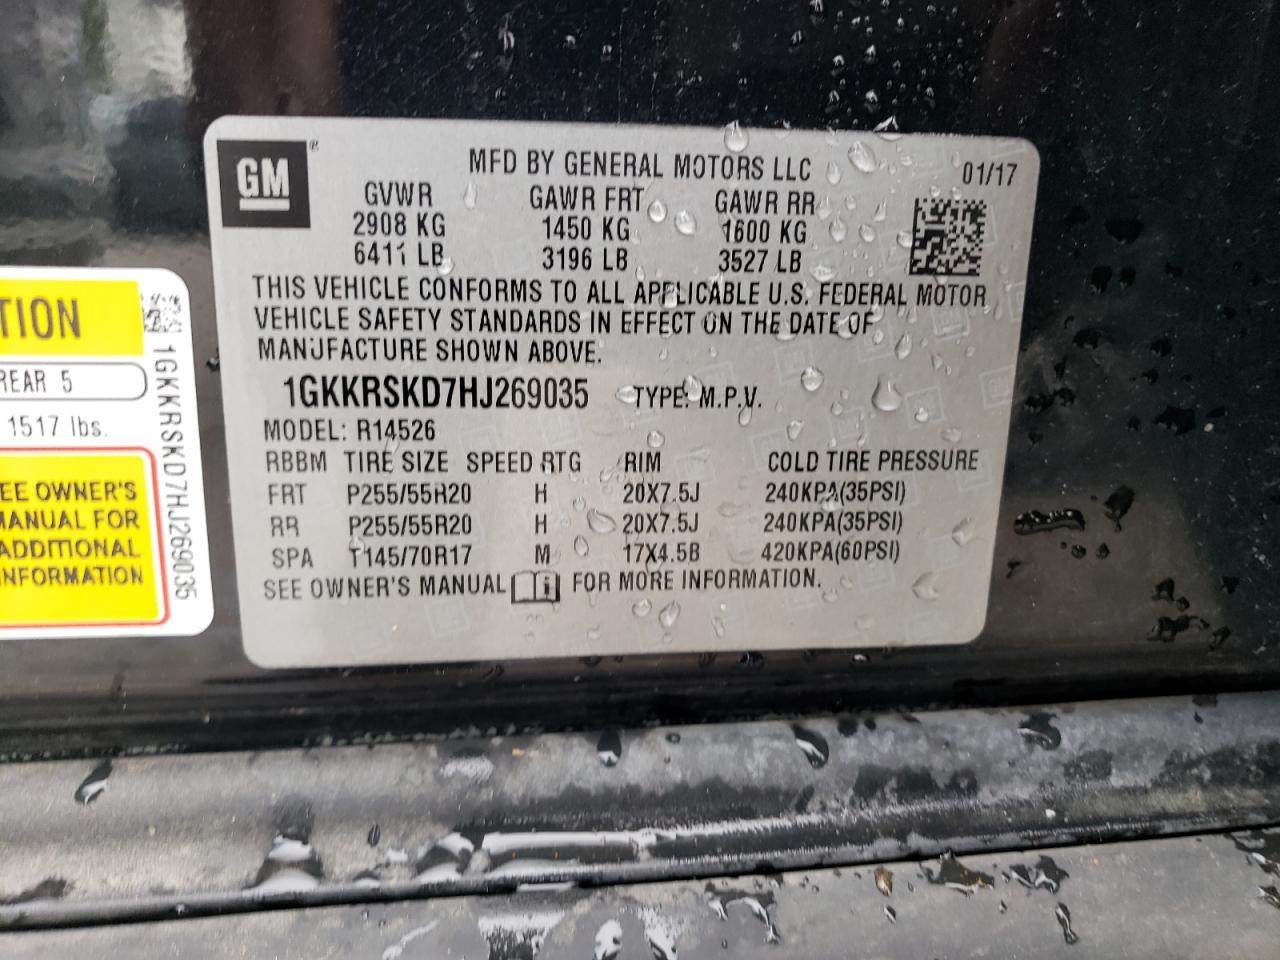 GM ®
MFD BY GENERAL MOTORS LLC 01/17
GVWR GAWR FRT GAWR RR
2908 KG 1450 KG 1600 KG
6411 LB 3196 LB 3527 LB
THIS VEHICLE CONFORMS TO ALL APPLICABLE U.S. FEDERAL MOTOR
VEHICLE SAFETY STANDARDS IN EFFECT ON THE DATE OF
MANUFACTURE SHOWN ABOVE.
1GKKRSKD7HJ269035 TYPE: M.P.V.
MODEL: R14526
RBBM TIRE SIZE SPEED RTG RIM COLD TIRE PRESSURE
FRT P255/55R20 H 20X7.5J 240KPA(35PSI)
RR P255/55R20 H 20X7.5J 240KPA(35PSI)
SPA T145/70R17 M 17X4.5B 420KPA(60PSI)
SEE OWNER'S MANUAL FOR MORE INFORMATION.
TION
REAR 5
1517 lbs.
EE OWNER'S
MANUAL FOR
ADDITIONAL
INFORMATION
1GKKRSKD7HJ269035